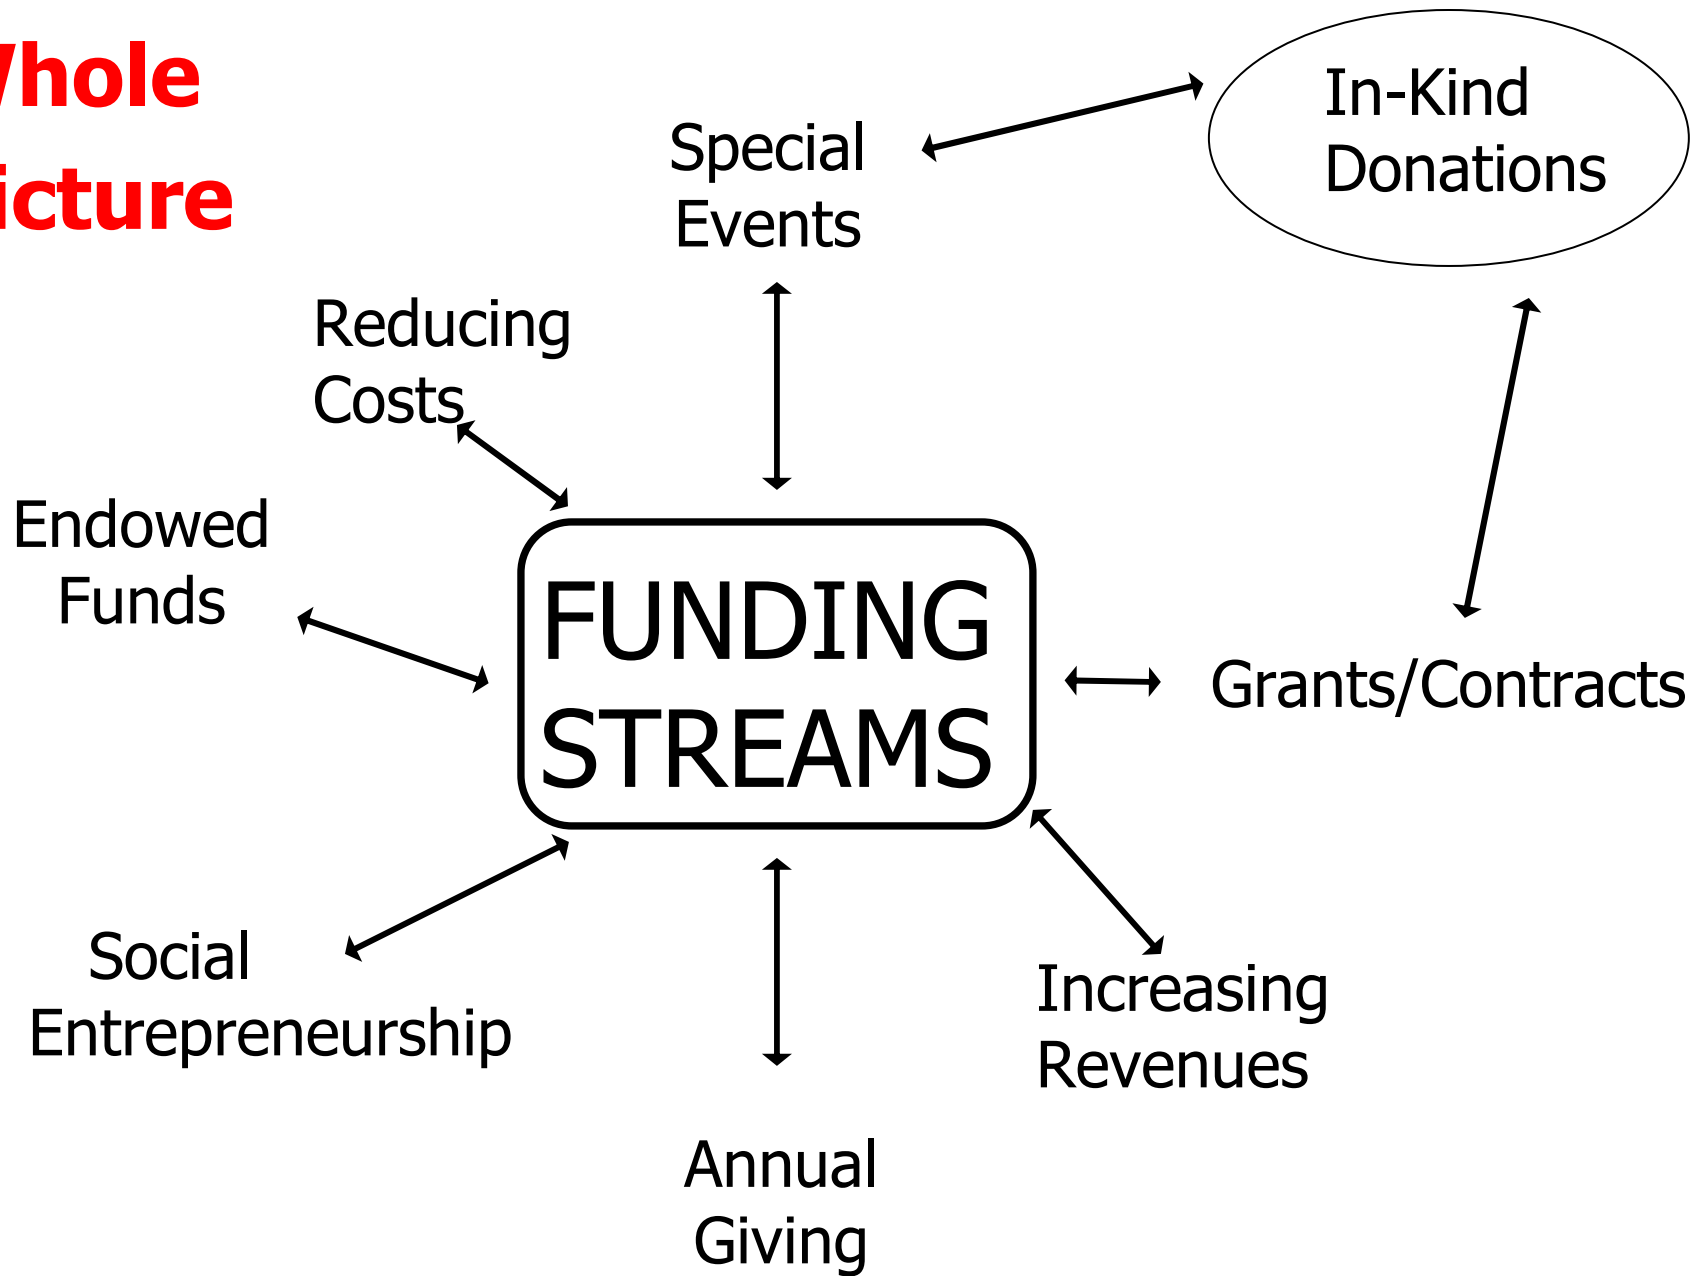 Whole
icture
Special
Events
In-Kind
Donations
Reducing
Costs
Endowed
Funds
FUNDING
STREAMS
Grants/Contracts
Social
Entrepreneurship
Increasing
Revenues
Annual
Giving